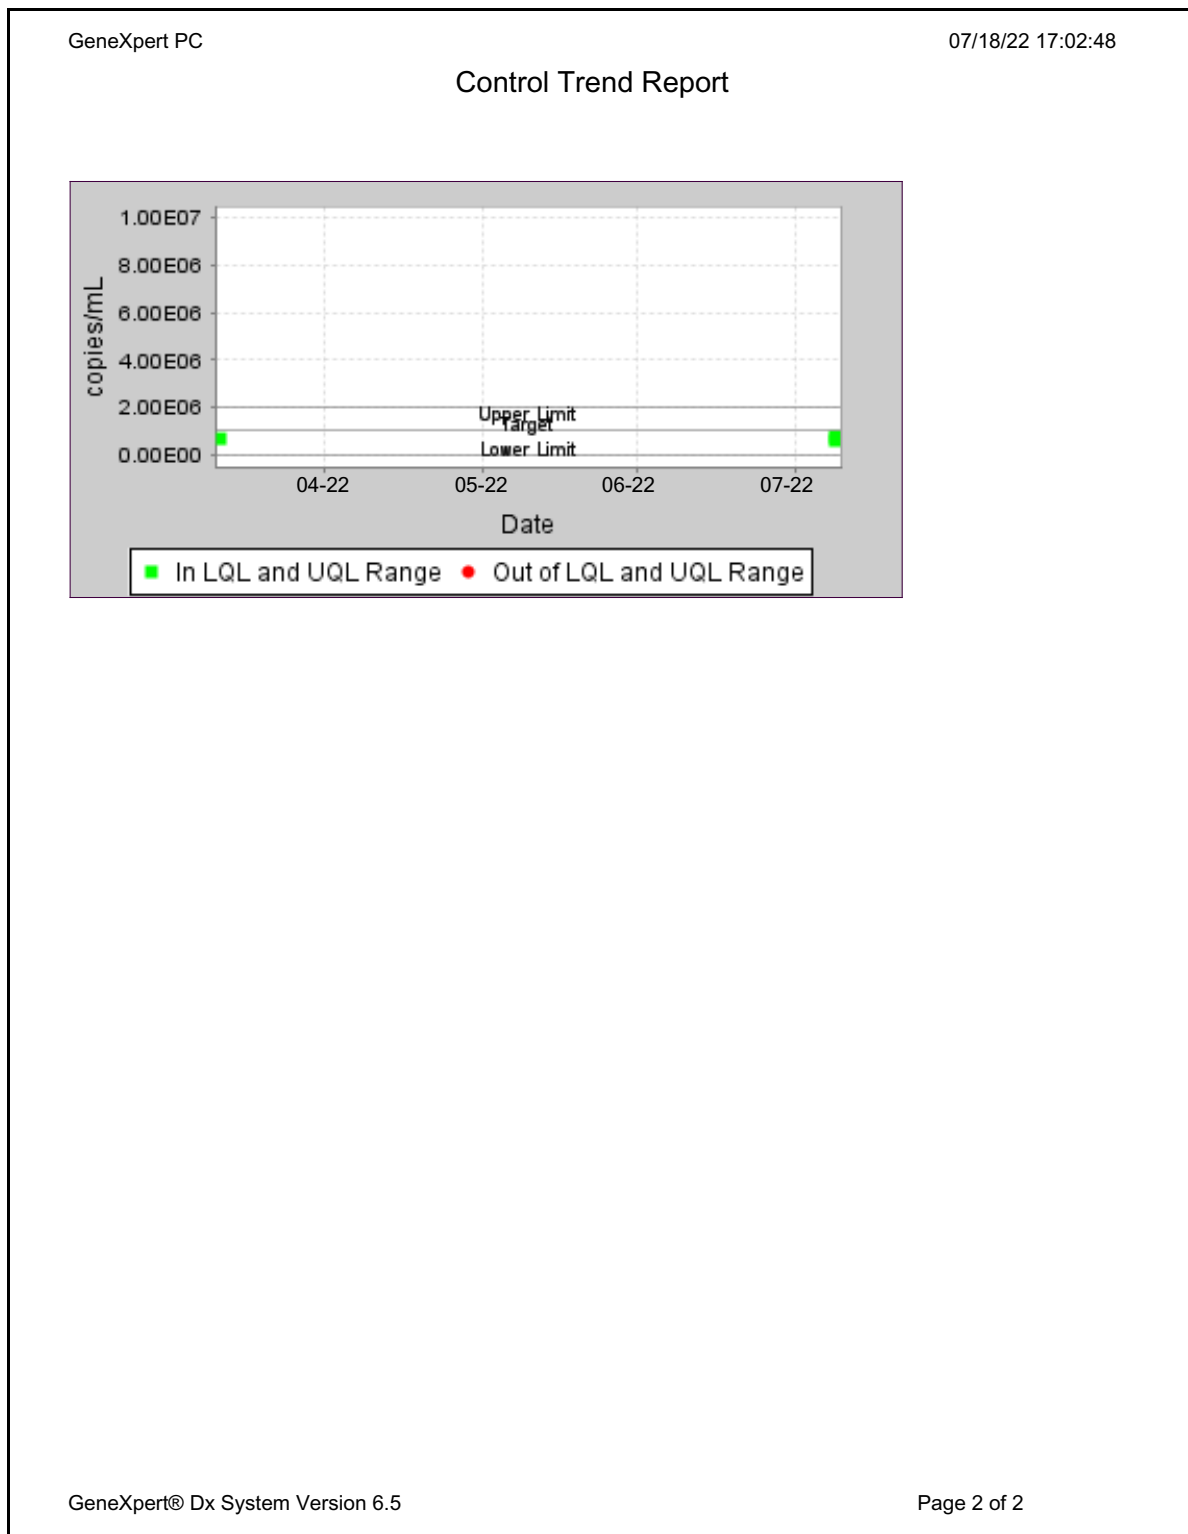 GeneXpert PC 07/18/22 17:02:48
Control Trend Report
1.00E07
8.00E06
6.00E06
4.00E06
2.00E06
0.00E00
copies/mL
Upper Limit
Target
Lower Limit
04-22 05-22 06-22 07-22
Date
In LQL and UQL Range Out of LQL and UQL Range
GeneXpert® Dx System Version 6.5 Page 2 of 2